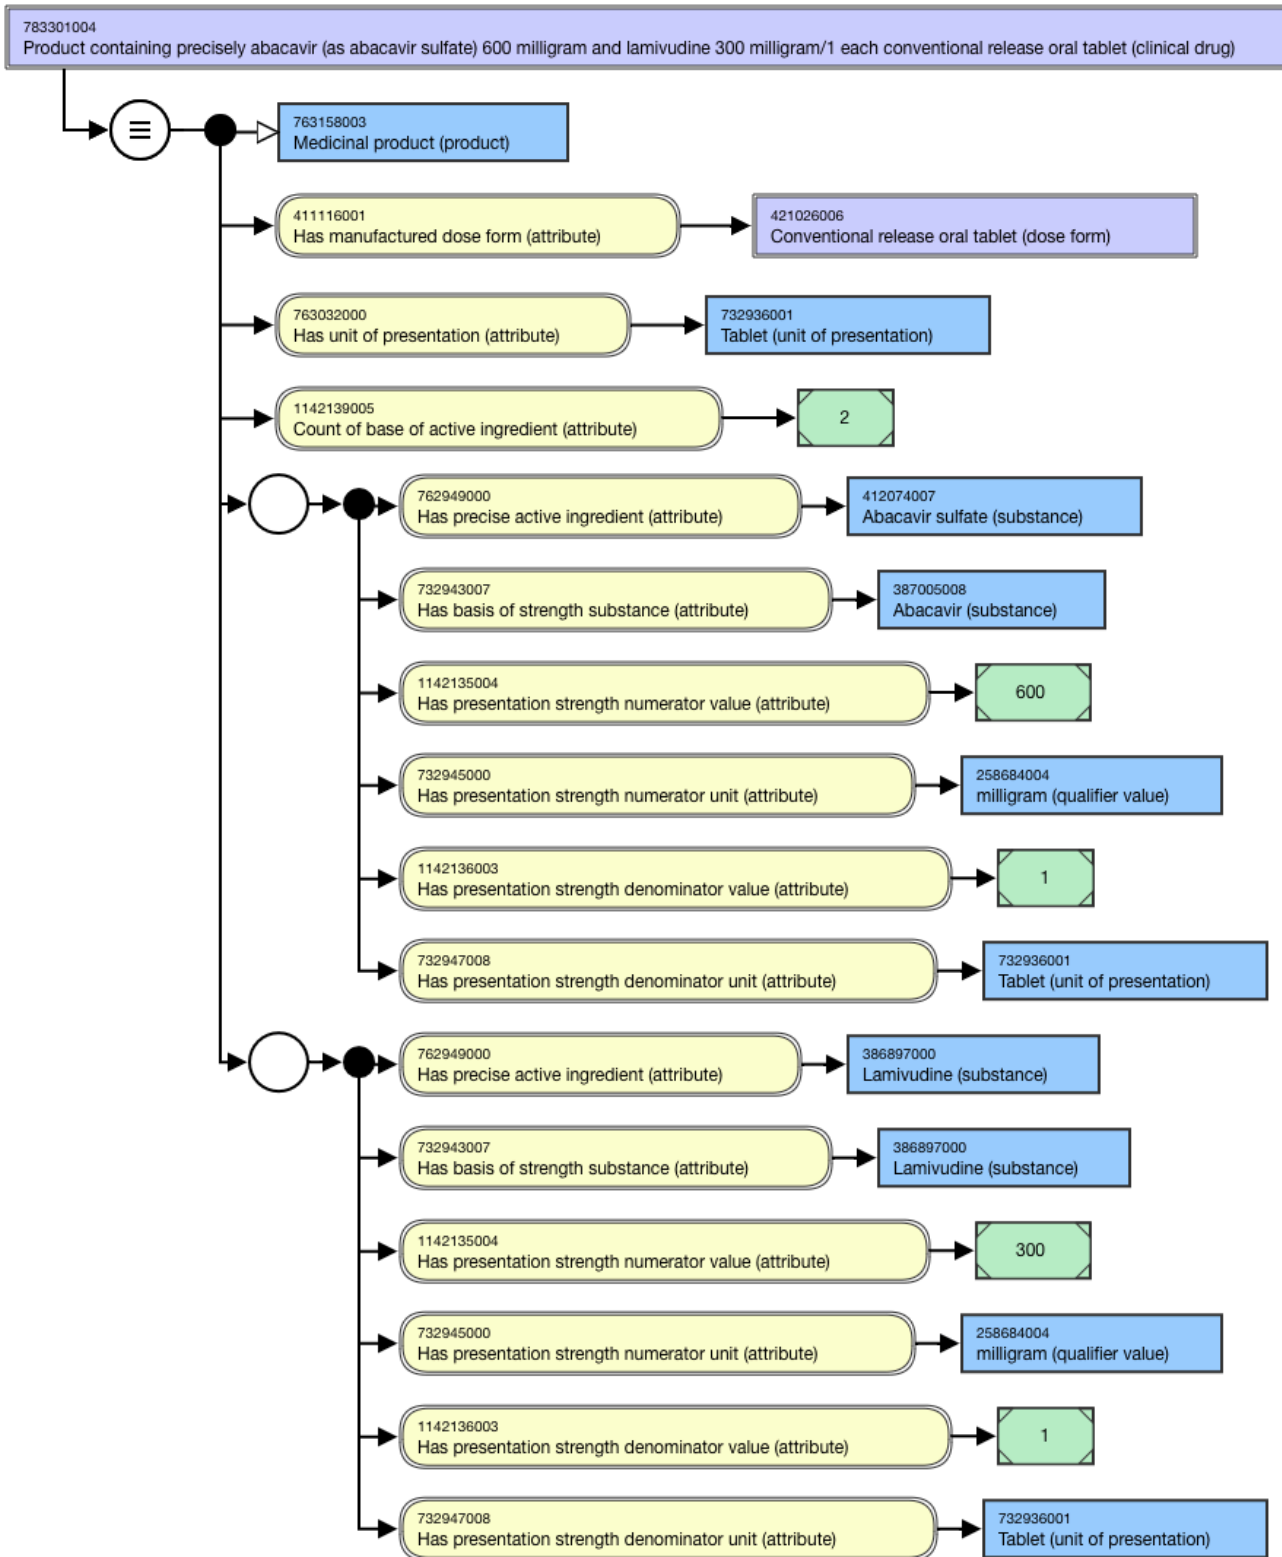 783301004
Product containing precisely abacavir (as abacavir sulfate) 600 milligram and lamivudine 300 milligram/1 each conventional release oral tablet (clinical drug)
763158003
Medicinal product (product)
411116001
Has manufactured dose form (attribute)
421026006
Conventional release oral tablet (dose form)
763032000
Has unit of presentation (attribute)
732936001
Tablet (unit of presentation)
1142139005
Count of base of active ingredient (attribute)
2
762949000
Has precise active ingredient (attribute)
412074007
Abacavir sulfate (substance)
732943007
Has basis of strength substance (attribute)
387005008
Abacavir (substance)
1142135004
Has presentation strength numerator value (attribute)
600
732945000
Has presentation strength numerator unit (attribute)
258684004
milligram (qualifier value)
1142136003
Has presentation strength denominator value (attribute)
1
732947008
Has presentation strength denominator unit (attribute)
732936001
Tablet (unit of presentation)
762949000
Has precise active ingredient (attribute)
386897000
Lamivudine (substance)
732943007
Has basis of strength substance (attribute)
386897000
Lamivudine (substance)
1142135004
Has presentation strength numerator value (attribute)
300
732945000
Has presentation strength numerator unit (attribute)
258684004
milligram (qualifier value)
1142136003
Has presentation strength denominator value (attribute)
1
732947008
Has presentation strength denominator unit (attribute)
732936001
Tablet (unit of presentation)